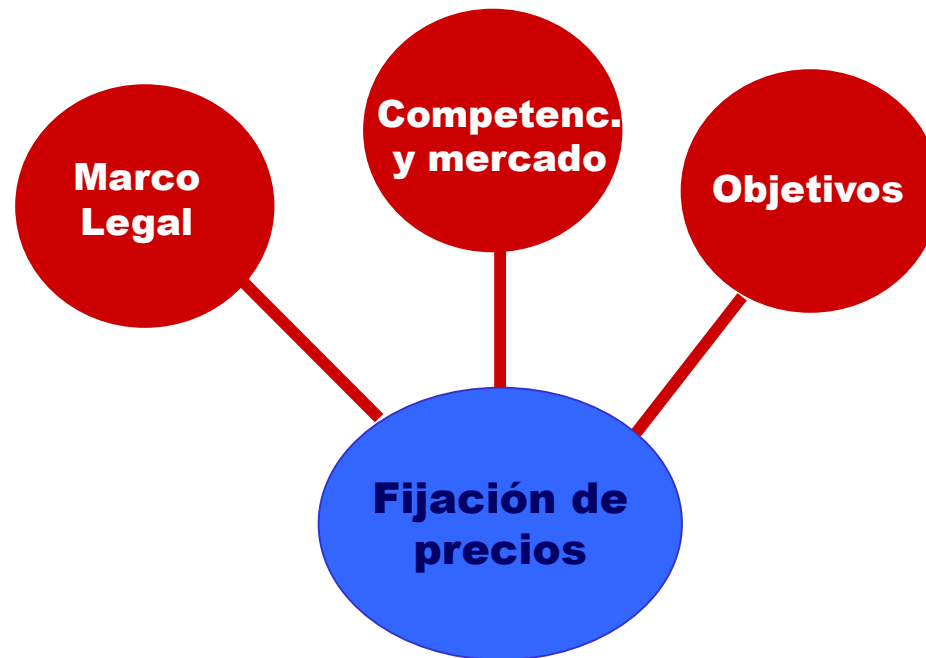 Marco
Legal
Competenc.
y mercado
Objetivos
Fijación de
precios